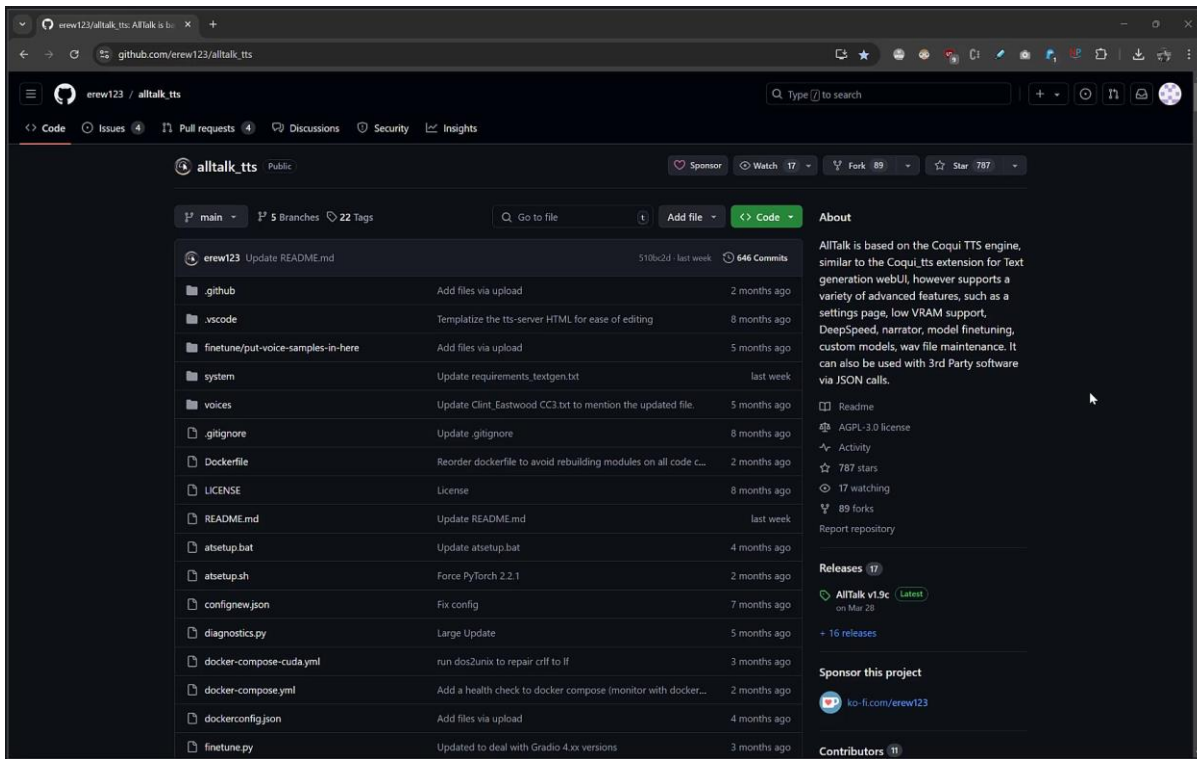 erew123/alltalk_tts: AllTalk is ba
github.com/erew123/alltalk_tts
erew123 / alltalk_tts
Type / to search
Code Issues 4 Pull requests 4 Discussions Security Insights
alltalk_tts Public
Sponsor Watch 17 Fork 89 Star 787
main 5 Branches 22 Tags
Go to file t Add file Code
erew123 Update README.md 510bc2d · last week 646 Commits
.github Add files via upload 2 months ago
.vscode Templatize the tts-server HTML for ease of editing 8 months ago
finetune/put-voice-samples-in-here Add files via upload 5 months ago
system Update requirements_textgen.txt last week
voices Update Clint_Eastwood CC3.txt to mention the updated file. 5 months ago
.gitignore Update .gitignore 8 months ago
Dockerfile Reorder dockerfile to avoid rebuilding modules on all code c... 2 months ago
LICENSE License 8 months ago
README.md Update README.md last week
atsetup.bat Update atsetup.bat 4 months ago
atsetup.sh Force PyTorch 2.2.1 2 months ago
confignew.json Fix config 7 months ago
diagnostics.py Large Update 5 months ago
docker-compose-cuda.yml run dos2unix to repair crlf to lf 3 months ago
docker-compose.yml Add a health check to docker compose (monitor with docker... 2 months ago
dockerconfig.json Add files via upload 4 months ago
finetune.py Updated to deal with Gradio 4.xx versions 3 months ago
About
AllTalk is based on the Coqui TTS engine,
similar to the Coqui_tts extension for Text
generation webUI, however supports a
variety of advanced features, such as a
settings page, low VRAM support,
DeepSpeed, narrator, model finetuning,
custom models, wav file maintenance. It
can also be used with 3rd Party software
via JSON calls.
Readme
AGPL-3.0 license
Activity
787 stars
17 watching
89 forks
Report repository
Releases 17
AllTalk v1.9c Latest
on Mar 28
+ 16 releases
Sponsor this project
ko-fi.com/erew123
Contributors 11